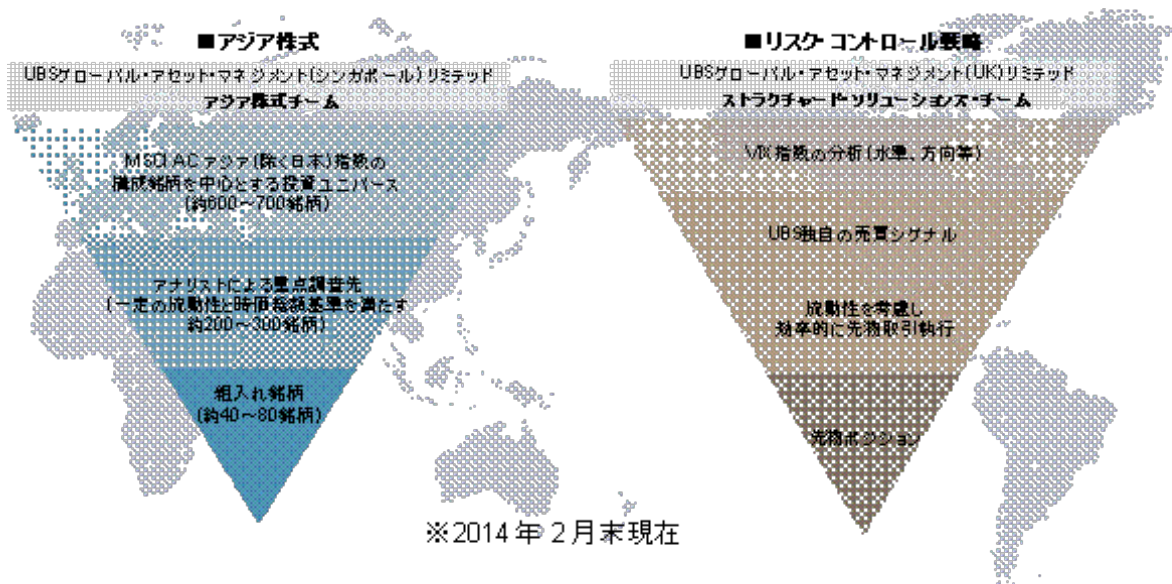 ■アジア株式
UBSグローバル・アセット・マネジメント(シンガポール)リミテッド
アジア株式チーム
MSCI ACアジア(除く日本)指数の
構成銘柄を中心とする投資ユニバース
(約600～700銘柄)
アナリストによる重点調査先
(一定の流動性と時価総額基準を満たす
約200～300銘柄)
組入れ銘柄
(約40～80銘柄)
■リスク・コントロール戦略
UBSグローバル・アセット・マネジメント(UK)リミテッド
ストラクチャード・ソリューションズ・チーム
VIX指数の分析(水準、方向等)
UBS独自の売買シグナル
流動性を考慮し
効率的に先物取引執行
先物ポジション
※2014年2月末現在